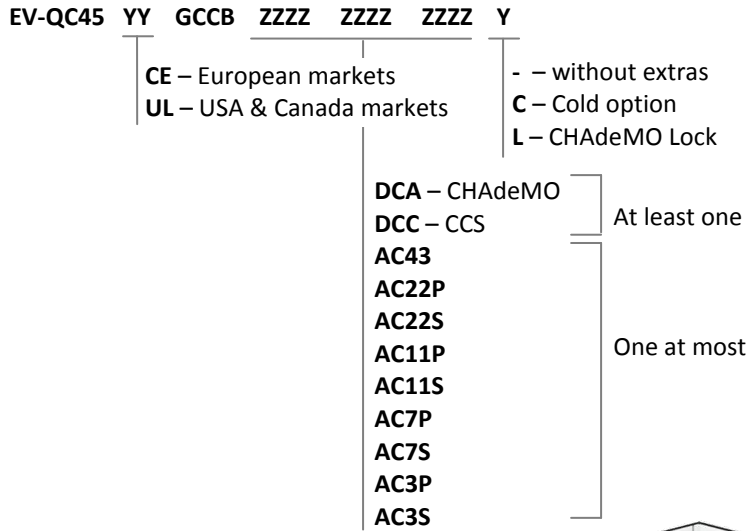 EV-QC45 YY GCCB ZZZZ ZZZZ ZZZZ Y
CE – European markets
UL – USA & Canada markets
- – without extras
C – Cold option
L – CHAdeMO Lock
DCA – CHAdeMO
DCC – CCS
At least one
AC43
AC22P
AC22S
AC11P
AC11S
AC7P
AC7S
AC3P
AC3S
One at most